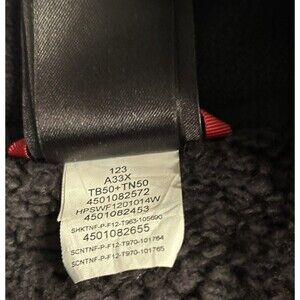 123
A33X
TB50+TN50
4501082572
HPSWF1201014W
4501082453
SHKTNF-P-F12-T963-105690
4501082655
SCNTNF-P-F12-T970-101764
SCNTNF-P-F12-T970-101765